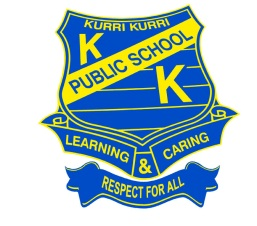 KURRI KURRI
K
PUBLIC SCHOOL
K
LEARNING & CARING
RESPECT FOR ALL